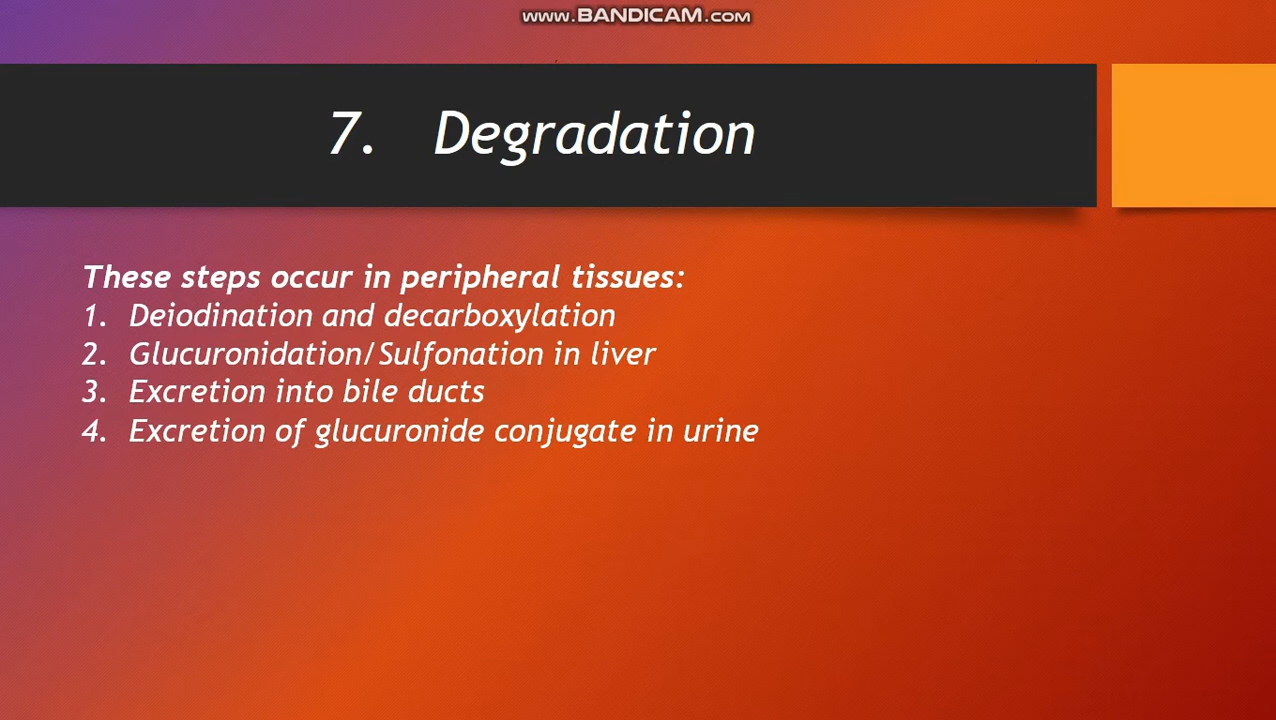 www.BANDICAM.com
7. Degradation
These steps occur in peripheral tissues:
1. Deiodination and decarboxylation
2. Glucuronidation/Sulfonation in liver
3. Excretion into bile ducts
4. Excretion of glucuronide conjugate in urine